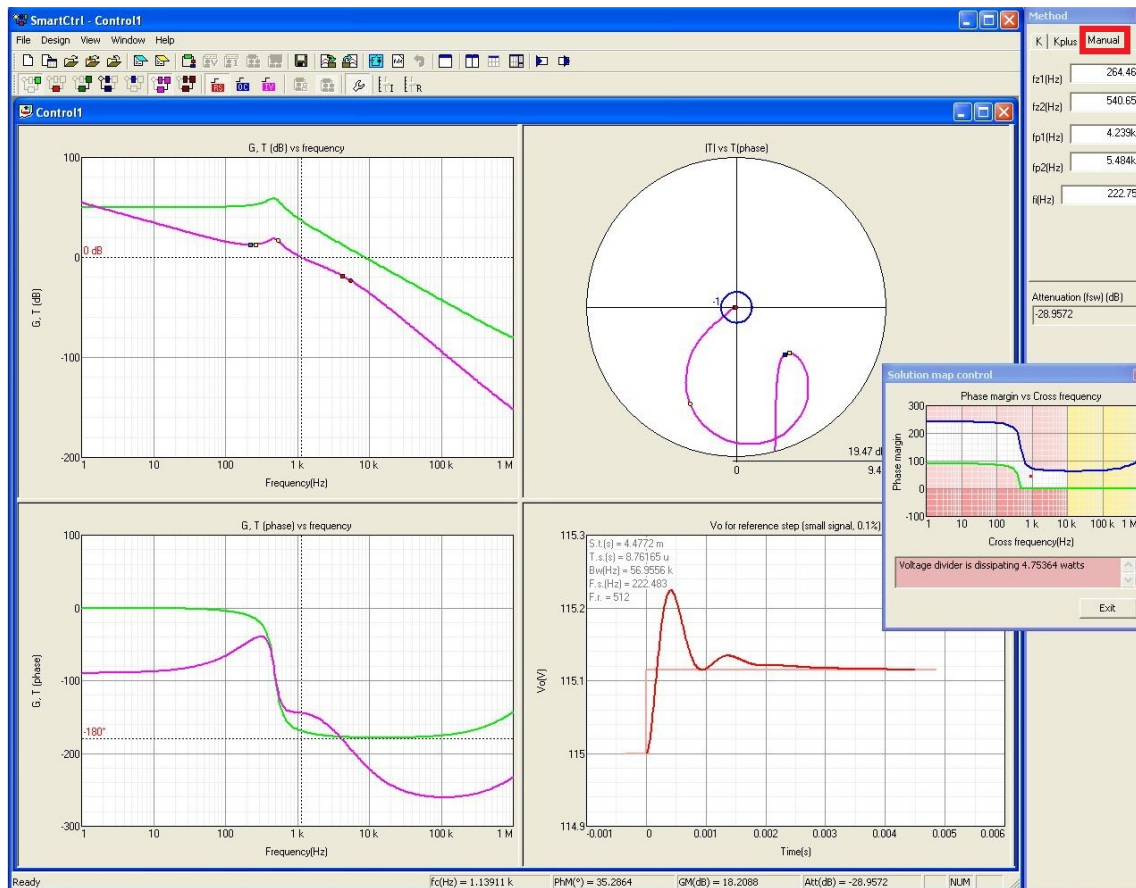 SmartCtrl - Control1
File Design View Window Help
Control1
G, T (dB) vs frequency
100
0 dB
0
-100
-200
G, T (dB)
1 10 100 1 k 10 k 100 k 1 M
Frequency(Hz)
|T| vs T(phase)
-1
19.47 d
0 9.4
G, T (phase) vs frequency
100
0
-100
-180°
-200
-300
G, T (phase)
1 10 100 1 k 10 k 100 k 1 M
Frequency(Hz)
Vo for reference step (small signal, 0.1%)
S.t.(s) = 4.4772 m
T.s.(s) = 8.76165 u
Bw(Hz) = 56.9556 k
F.s.(Hz) = 222.483
F.r. = 512
115.3
115.2
115.1
115
114.9
Vo(V)
-0.001 0 0.001 0.002 0.003 0.004 0.005 0.006
Time(s)
Ready
fc(Hz) = 1.13911 k
PhM(°) = 35.2864
GM(dB) = 18.2088
Att(dB) = -28.9572
NUM
Method
K Kplus Manual
fz1(Hz) 264.46
fz2(Hz) 540.65
fp1(Hz) 4.239k
fp2(Hz) 5.484k
fi(Hz) 222.75
Attenuation (fsw) (dB)
-28.9572
Solution map control
Phase margin vs Cross frequency
300
200
100
0
-100
Phase margin
1 10 100 1 k 10 k 100 k 1 M
Cross frequency(Hz)
Voltage divider is dissipating 4.75364 watts
Exit